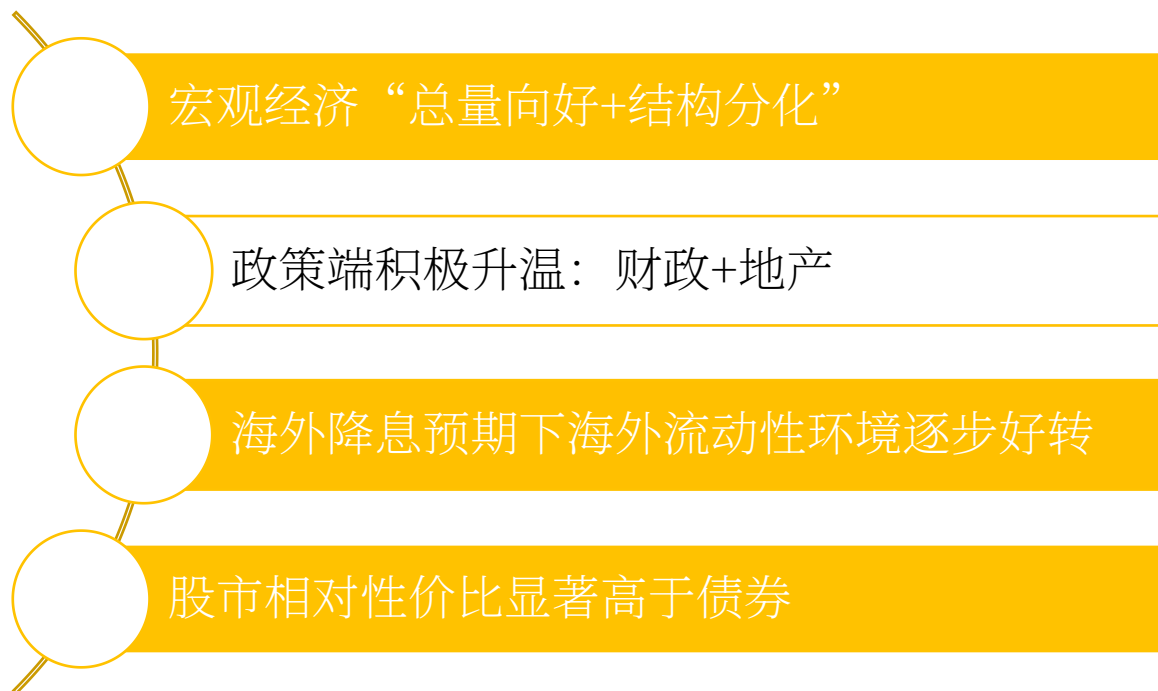 宏观经济“总量向好+结构分化”
政策端积极升温：财政+地产
海外降息预期下海外流动性环境逐步好转
股市相对性价比显著高于债券